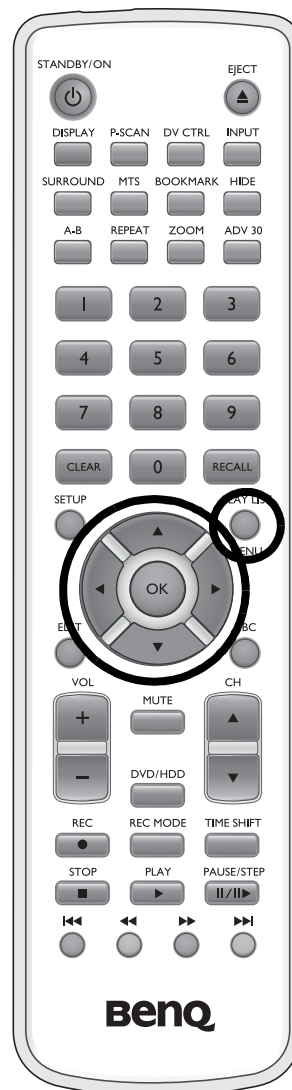 STANDBY/ON EJECT
DISPLAY P-SCAN DV CTRL INPUT
SURROUND MTS BOOKMARK HIDE
A-B REPEAT ZOOM ADV 30
1 2 3
4 5 6
7 8 9
CLEAR 0 RECALL
SETUP
OK
VOL CH
+ MUTE
− DVD/HDD
REC REC MODE TIME SHIFT
STOP PLAY PAUSE/STEP
BenQ